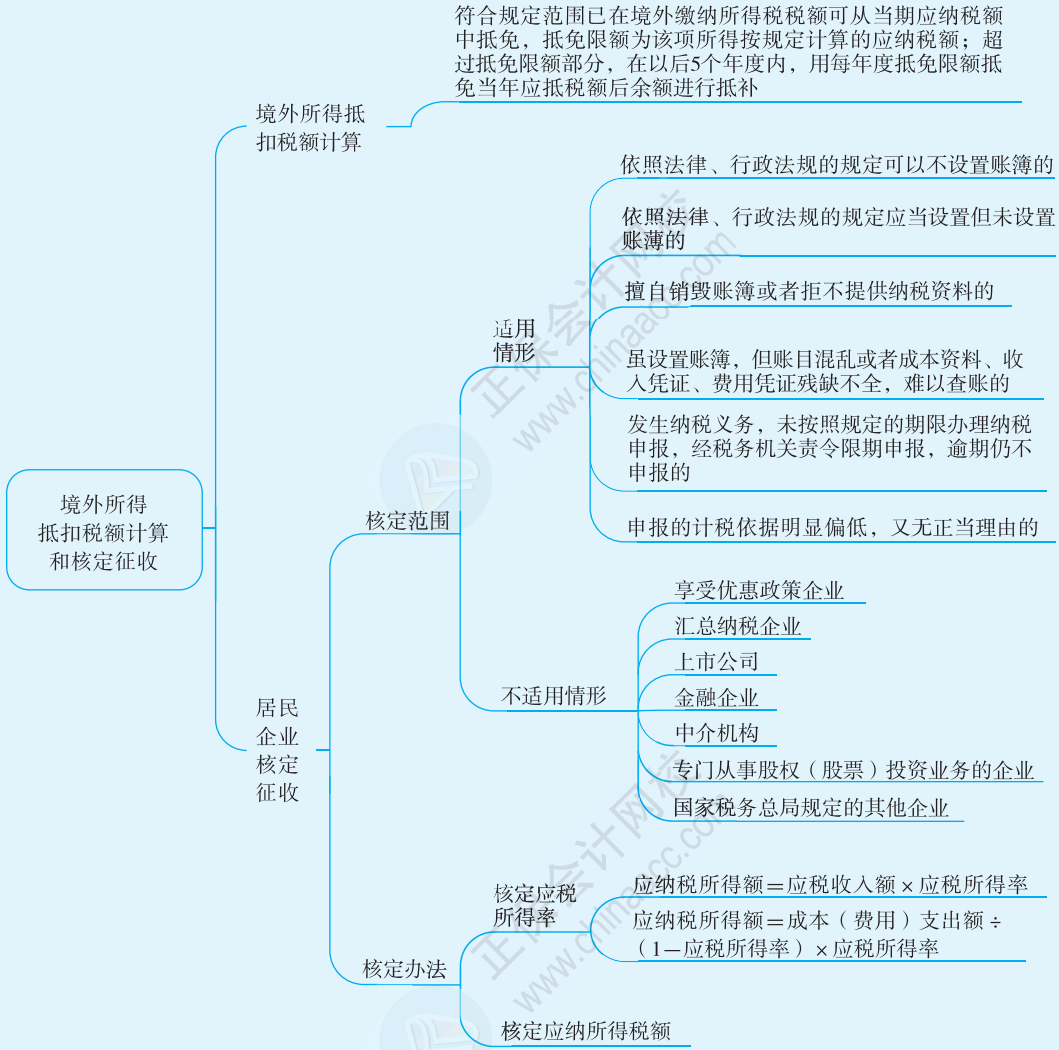 符合规定范围已在境外缴纳所得税税额可从当期应纳税额
中抵免，抵免限额为该项所得按规定计算的应纳税额；超
过抵免限额部分，在以后5个年度内，用每年度抵免限额抵
免当年应抵税额后余额进行抵补
境外所得抵
扣税额计算
依照法律、行政法规的规定可以不设置账簿的
依照法律、行政法规的规定应当设置但未设置
账薄的
擅自销毁账簿或者拒不提供纳税资料的
适用
情形
虽设置账簿，但账目混乱或者成本资料、收
入凭证、费用凭证残缺不全，难以查账的
发生纳税义务，未按照规定的期限办理纳税
申报，经税务机关责令限期申报，逾期仍不
申报的
申报的计税依据明显偏低，又无正当理由的
核定范围
境外所得
抵扣税额计算
和核定征收
享受优惠政策企业
汇总纳税企业
上市公司
不适用情形
金融企业
中介机构
专门从事股权（股票）投资业务的企业
国家税务总局规定的其他企业
居民
企业
核定
征收
核定应税
所得率
应纳税所得额＝应税收入额×应税所得率
应纳税所得额＝成本（费用）支出额÷
（1－应税所得率）×应税所得率
核定办法
核定应纳所得税额
正保会计网校
www.chinaacc.com
正保会计网校
www.chinaacc.com